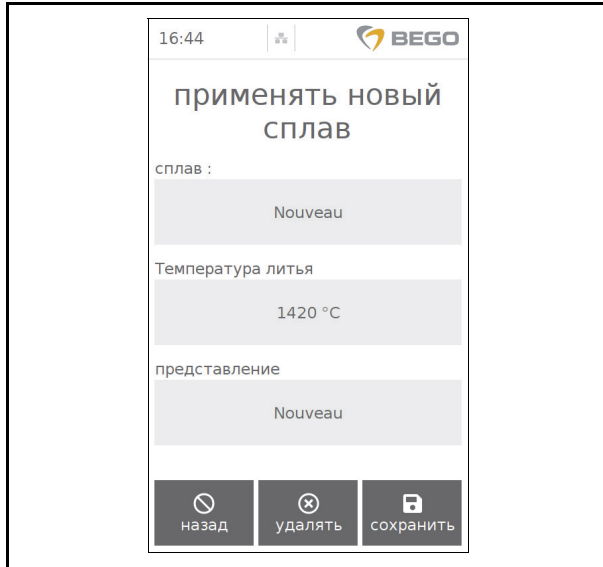 16:44
BEGO
применять новый
сплав
сплав :
Nouveau
Температура литья
1420 °C
представление
Nouveau
назад
удалять
сохранить